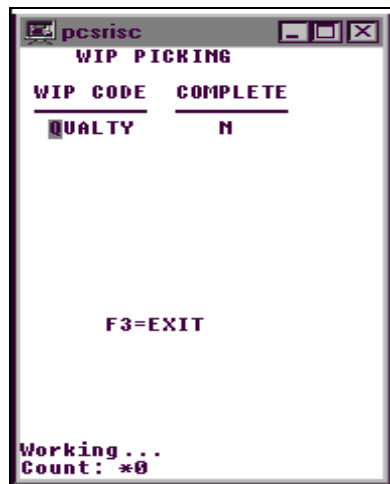 pcsrisc
WIP PICKING
WIP CODE COMPLETE
QUALTY N
F3=EXIT
Working...
Count: *0